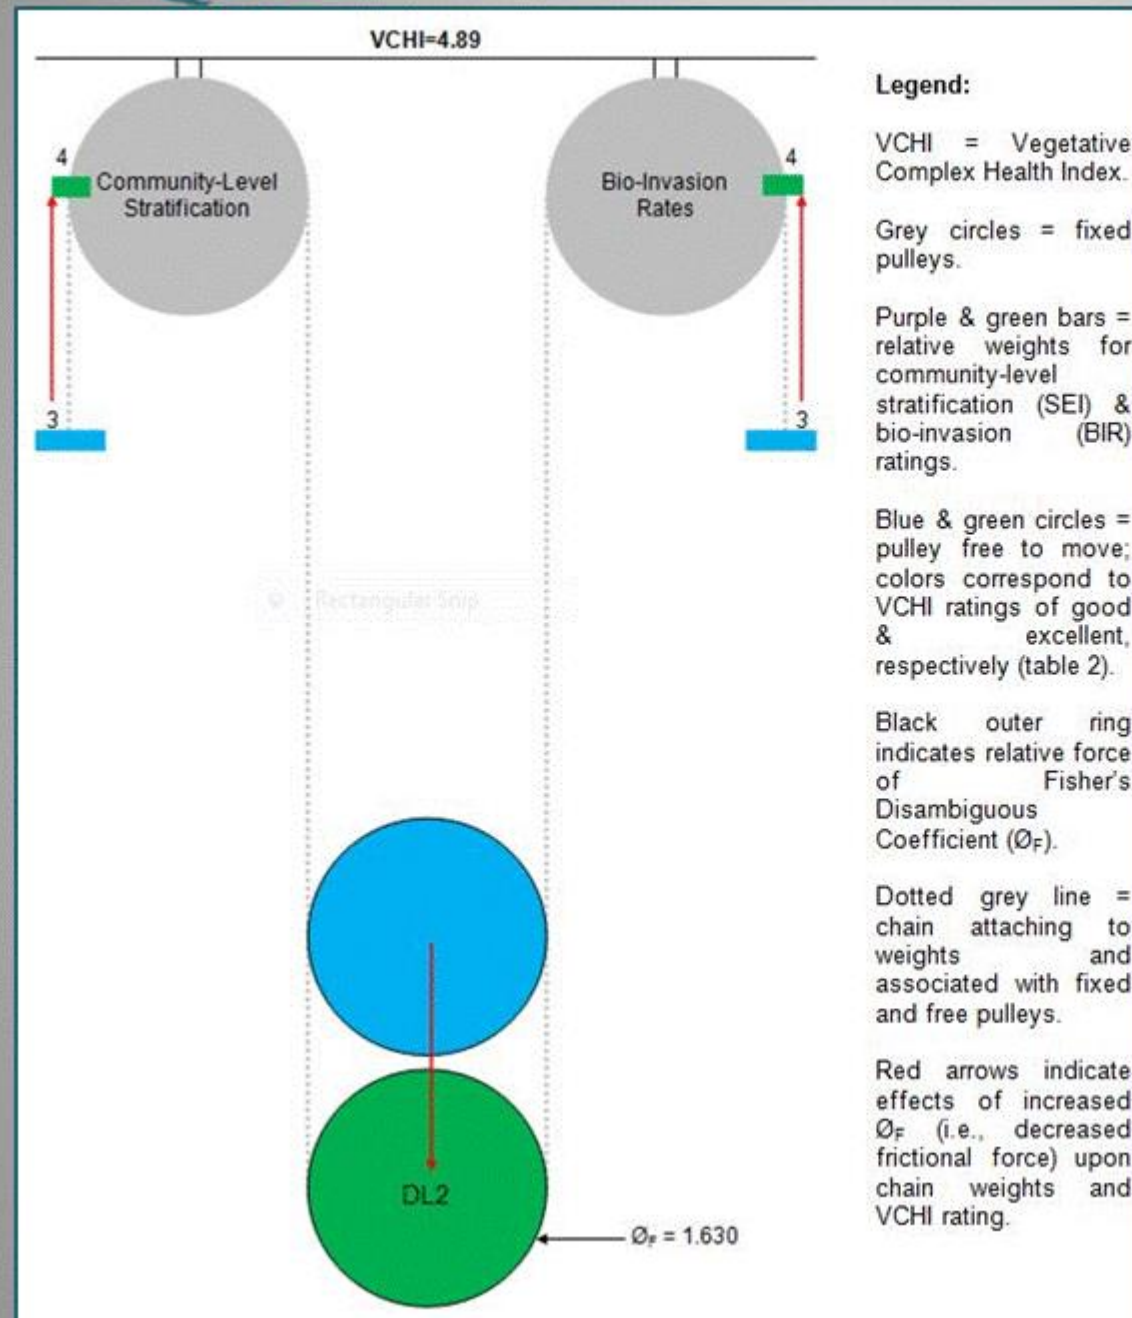 VCHI=4.89
4
Community-Level
Stratification
3
4
Bio-Invasion
Rates
3
Rectangular Snip
DL2
ØF = 1.630
Legend:
VCHI = Vegetative
Complex Health Index.
Grey circles = fixed
pulleys.
Purple & green bars =
relative weights for
community-level
stratification (SEI) &
bio-invasion (BIR)
ratings.
Blue & green circles =
pulley free to move;
colors correspond to
VCHI ratings of good
& excellent,
respectively (table 2).
Black outer ring
indicates relative force
of Fisher's
Disambiguous
Coefficient (ØF).
Dotted grey line =
chain attaching to
weights and
associated with fixed
and free pulleys.
Red arrows indicate
effects of increased
ØF (i.e., decreased
frictional force) upon
chain weights and
VCHI rating.